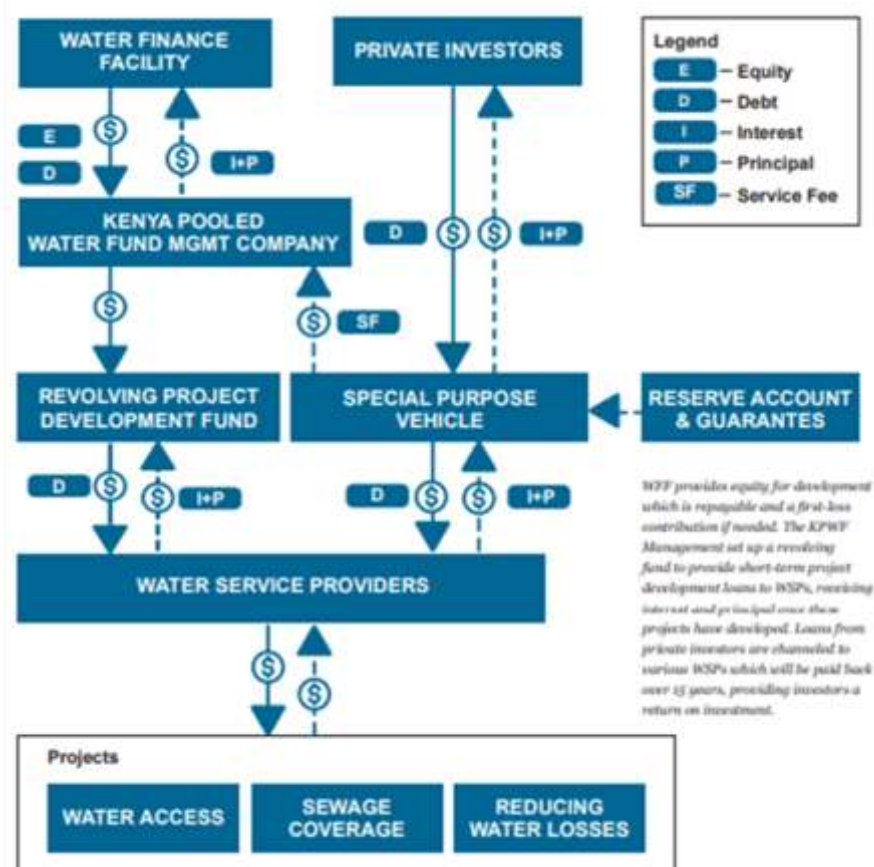 WATER FINANCE
FACILITY
PRIVATE INVESTORS
Legend
E – Equity
D – Debt
I – Interest
P – Principal
SF – Service Fee
E
D
$
$
I+P
KENYA POOLED
WATER FUND MGMT COMPANY
D
$
$
I+P
$
$
SF
REVOLVING PROJECT
DEVELOPMENT FUND
SPECIAL PURPOSE
VEHICLE
RESERVE ACCOUNT
& GUARANTES
D
$
$
I+P
D
$
$
I+P
WFF provides equity for development
which is repayable and a first-loss
contribution if needed. The KPWF
Management set up a revolving
fund to provide short-term project
development loans to WSPs, receiving
interest and principal once these
projects have developed. Loans from
private investors are channeled to
various WSPs which will be paid back
over 15 years, providing investors a
return on investment.
WATER SERVICE PROVIDERS
$
$
Projects
WATER ACCESS
SEWAGE
COVERAGE
REDUCING
WATER LOSSES